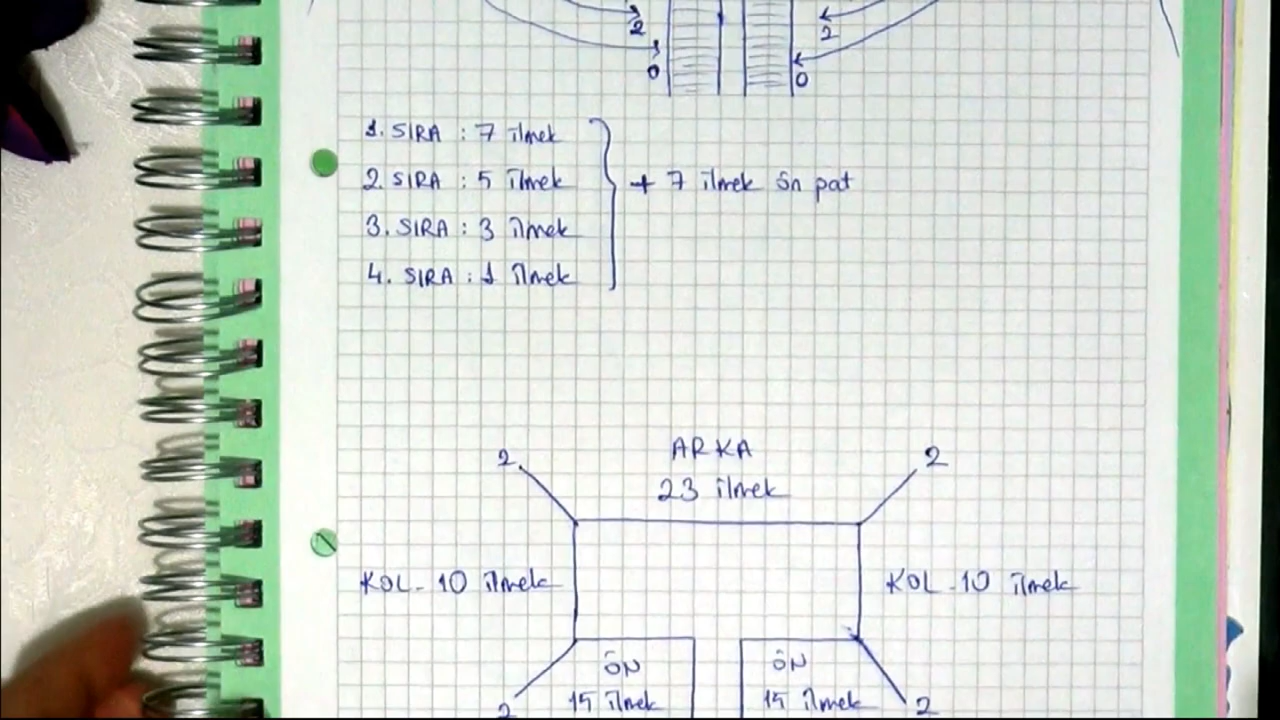 2 2
0 0
1. SIRA : 7 ilmek
2. SIRA : 5 ilmek
3. SIRA : 3 ilmek
4. SIRA : 1 ilmek
+ 7 ilmek ön pat
2 ARKA 2
23 ilmek
KOL - 10 ilmek KOL - 10 ilmek
ÖN ÖN
15 ilmek 15 ilmek
2 2